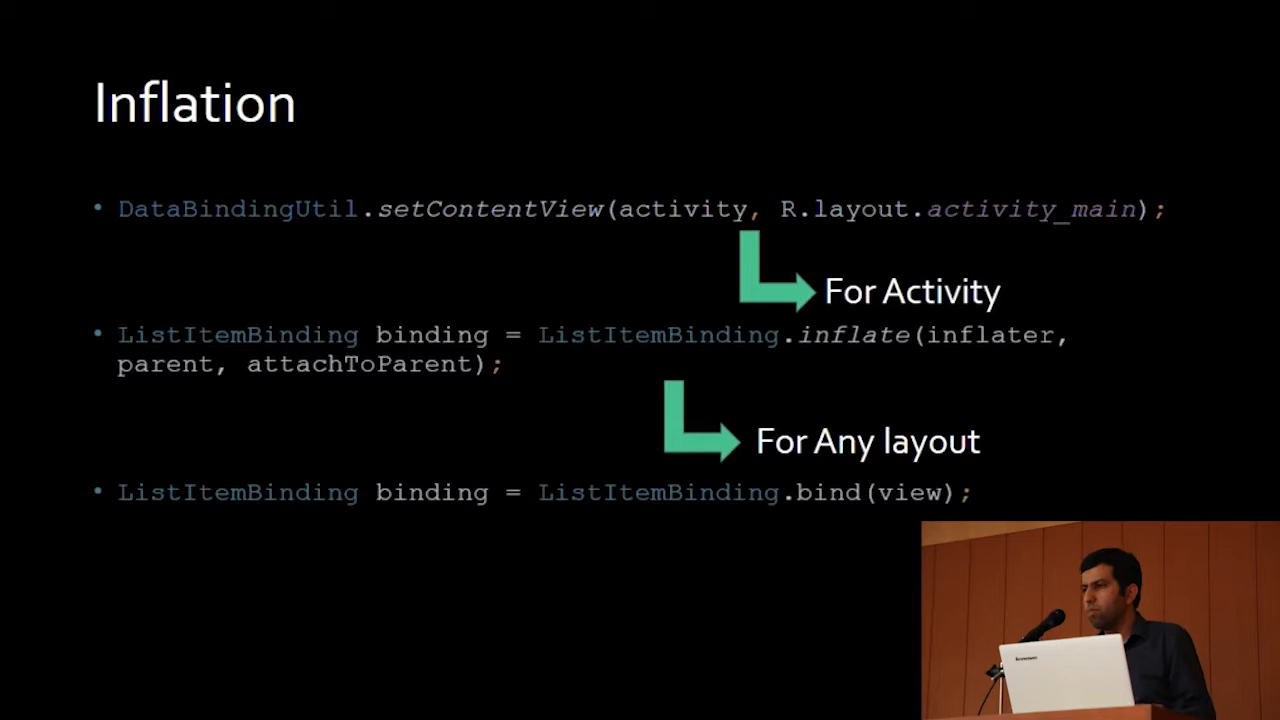 Inflation
• DataBindingUtil.setContentView(activity, R.layout.activity_main);
For Activity
• ListItemBinding binding = ListItemBinding.inflate(inflater,
parent, attachToParent);
For Any layout
• ListItemBinding binding = ListItemBinding.bind(view);
lenovo